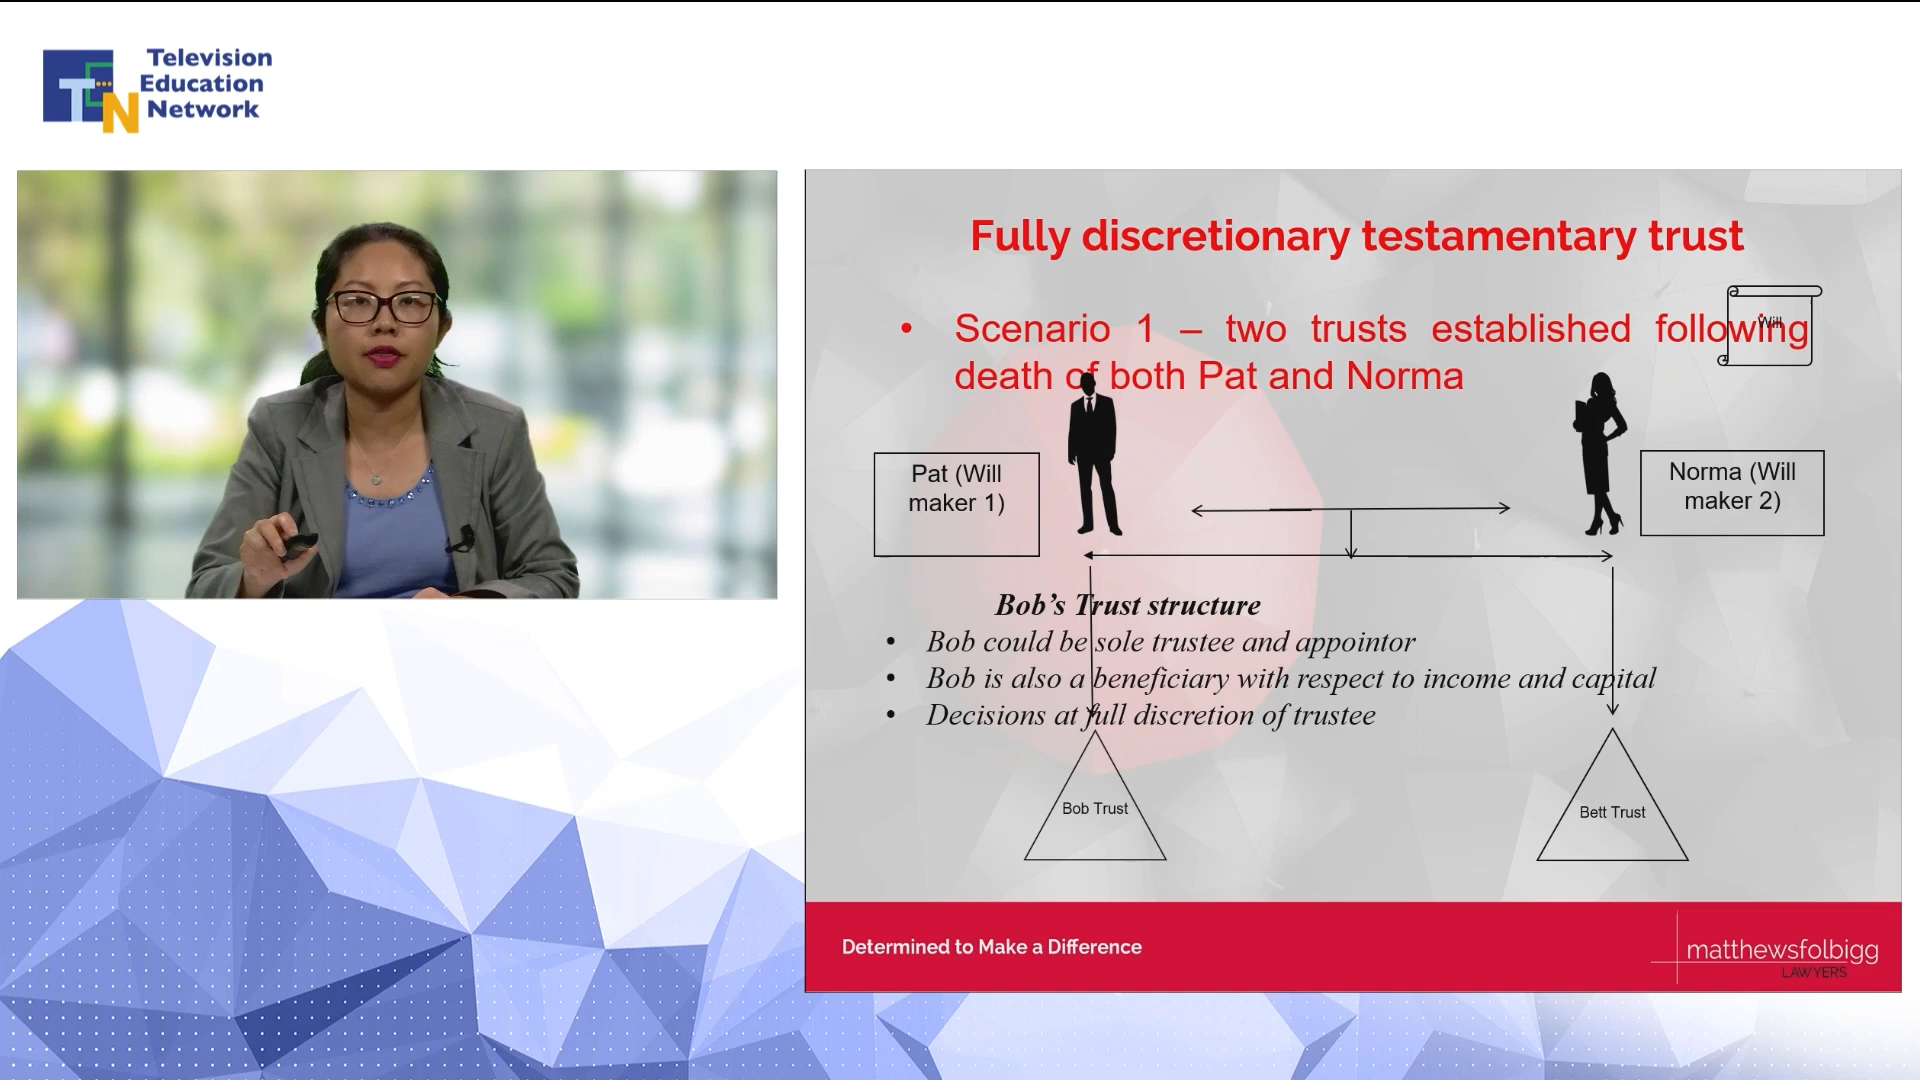 Television
Education
Network
TEN
Fully discretionary testamentary trust
• Scenario 1 – two trusts established following
death of both Pat and Norma
Will
Pat (Will
maker 1)
Norma (Will
maker 2)
Bob’s Trust structure
• Bob could be sole trustee and appointor
• Bob is also a beneficiary with respect to income and capital
• Decisions at full discretion of trustee
Bob Trust
Bett Trust
Determined to Make a Difference
matthewsfolbigg
LAWYERS